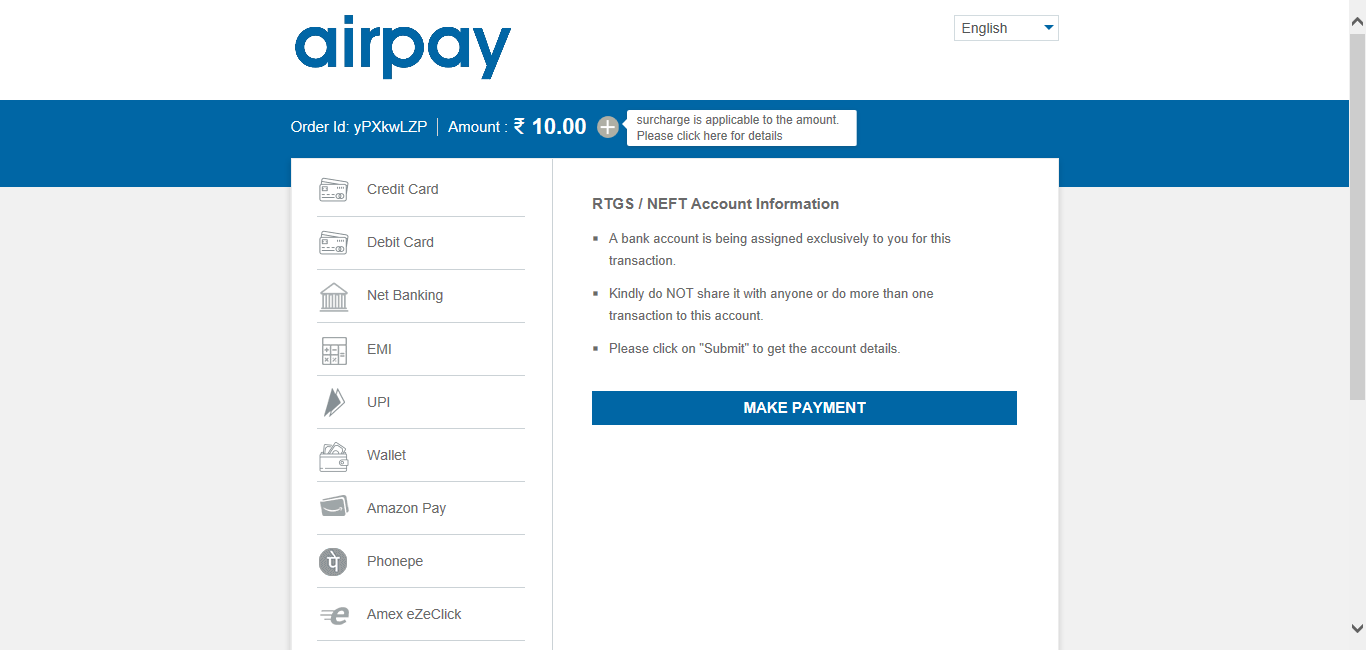 airpay
English
Order Id: yPXkwLZP
Amount : ₹ 10.00
surcharge is applicable to the amount.
Please click here for details
Credit Card
Debit Card
Net Banking
EMI
UPI
Wallet
Amazon Pay
पे
Phonepe
e
Amex eZeClick
RTGS / NEFT Account Information
A bank account is being assigned exclusively to you for this
transaction.
Kindly do NOT share it with anyone or do more than one
transaction to this account.
Please click on "Submit" to get the account details.
MAKE PAYMENT